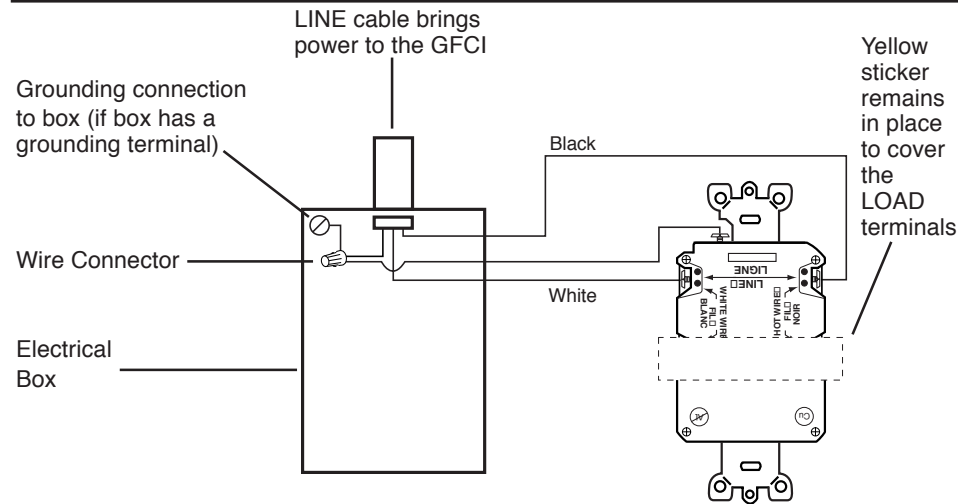 LINE cable brings
power to the GFCI
Grounding connection
to box (if box has a
grounding terminal)
Wire Connector
Electrical
Box
Black
White
Yellow
sticker
remains
in place
to cover
the
LOAD
terminals
LIGNE
LINE
WHITE WIRE
FIL
BLANC
HOT WIRE
FIL
NOIR
Al
Cu